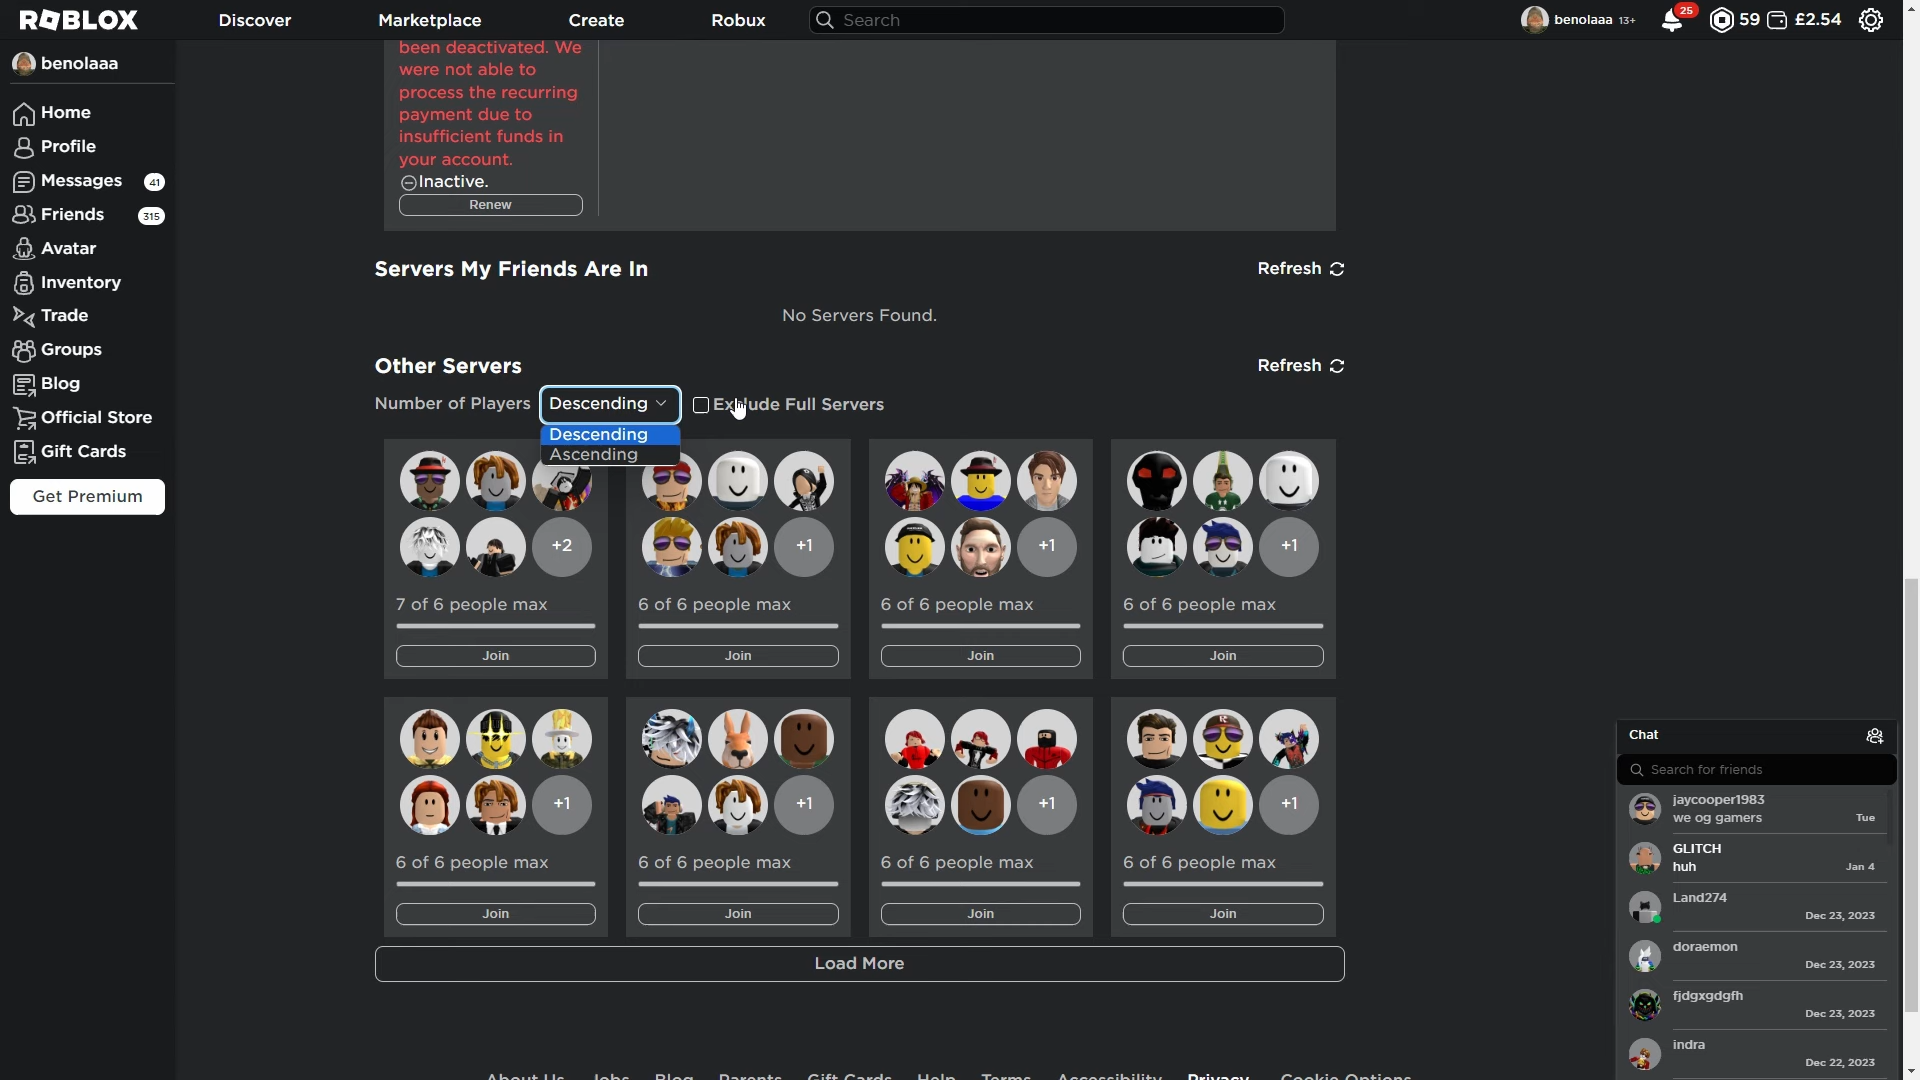 ROBLOX
Discover
Marketplace
Create
Robux
Search
benolaaa 13+
25
59
£2.54
benolaaa
Home
Profile
Messages 41
Friends 315
Avatar
Inventory
Trade
Groups
Blog
Official Store
Gift Cards
Get Premium
been deactivated. We
were not able to
process the recurring
payment due to
insufficient funds in
your account.
Inactive.
Renew
Servers My Friends Are In
Refresh
No Servers Found.
Other Servers
Refresh
Number of Players
Descending
Exclude Full Servers
Descending
Ascending
+2
+1
+1
+1
7 of 6 people max
6 of 6 people max
6 of 6 people max
6 of 6 people max
Join
Join
Join
Join
+1
+1
+1
+1
6 of 6 people max
6 of 6 people max
6 of 6 people max
6 of 6 people max
Join
Join
Join
Join
Load More
Chat
Search for friends
jaycooper1983
we og gamers
Tue
GLITCH
huh
Jan 4
Land274
Dec 23, 2023
doraemon
Dec 23, 2023
fjdgxgdgfh
Dec 23, 2023
indra
Dec 22, 2023
About Us
Jobs
Blog
Parents
Gift Cards
Help
Terms
Accessibility
Privacy
Cookie Options